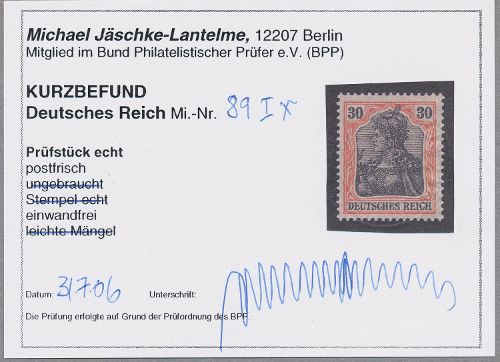 Michael Jäschke-Lantelme, 12207 Berlin
Mitglied im Bund Philatelistischer Prüfer e.V. (BPP)
KURZBEFUND
Deutsches Reich Mi.-Nr. 89 I x
30 30
DEUTSCHES REICH
Prüfstück echt
postfrisch
ungebraucht
Stempel echt
einwandfrei
leichte Mängel
Datum: 31.7.06 Unterschrift:
Die Prüfung erfolgte auf Grund der Prüfordnung des BPP.